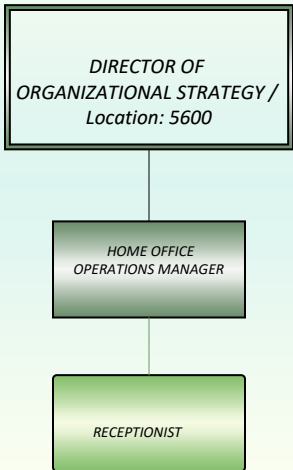 DIRECTOR OF
ORGANIZATIONAL STRATEGY /
Location: 5600
HOME OFFICE
OPERATIONS MANAGER
RECEPTIONIST